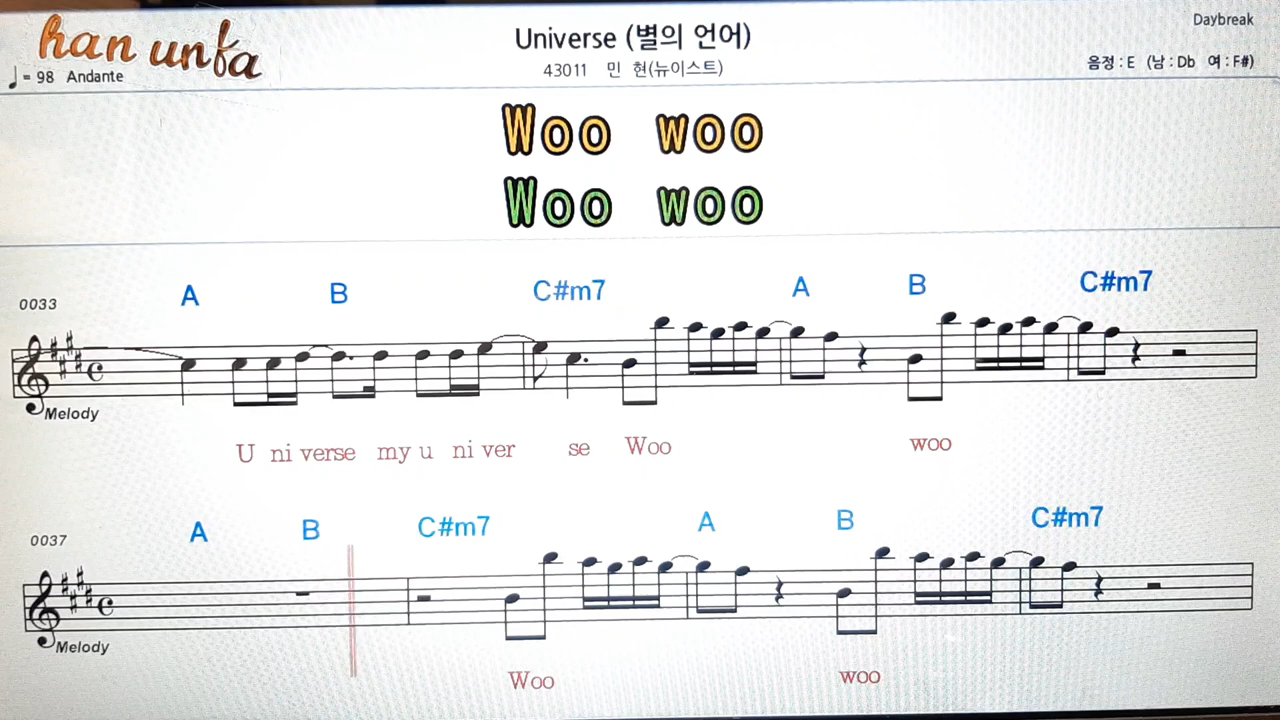 han unfa
Universe (별의 언어)
Daybreak
♩= 98 Andante
43011 민 현(뉴이스트)
음정 : E (남 : Db 여 : F#)
Woo woo
Woo woo
A B C#m7 A B C#m7
0033
Melody
U ni verse my u ni ver se Woo woo
A B C#m7 A B C#m7
0037
Melody
Woo woo